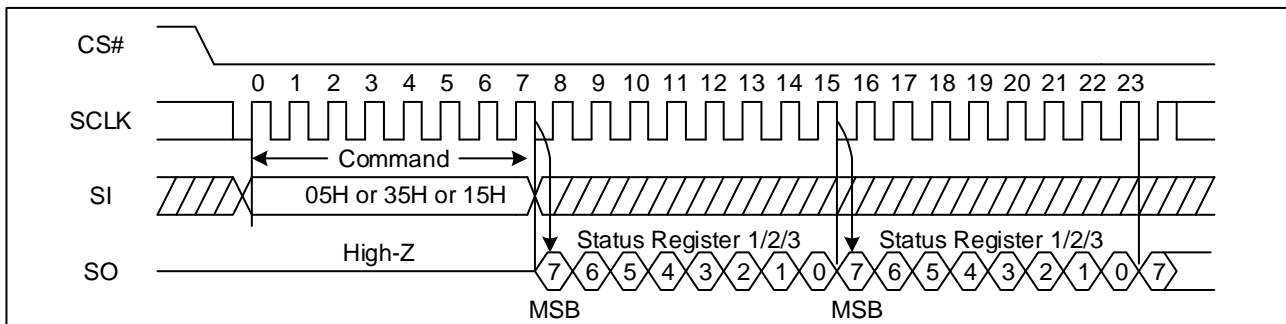 CS#
0 1 2 3 4 5 6 7 8 9 10 11 12 13 14 15 16 17 18 19 20 21 22 23
SCLK
Command
SI
05H or 35H or 15H
High-Z
Status Register 1/2/3 Status Register 1/2/3
SO
7 6 5 4 3 2 1 0 7 6 5 4 3 2 1 0 7
MSB MSB